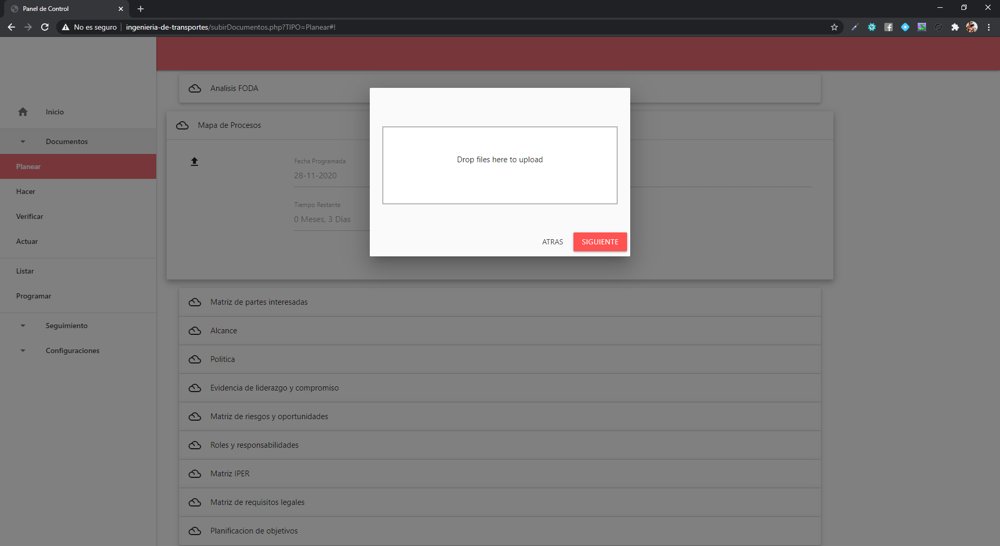 Panel de Control
No es seguro
ingenieria-de-transportes/subirDocumentos.php?TIPO=Planear#!
Inicio
Documentos
Planear
Hacer
Verificar
Actuar
Listar
Programar
Seguimiento
Configuraciones
Analisis FODA
Mapa de Procesos
Fecha Programada
28-11-2020
Tiempo Restante
0 Meses, 3 Dias
Drop files here to upload
ATRAS
SIGUIENTE
Matriz de partes interesadas
Alcance
Politica
Evidencia de liderazgo y compromiso
Matriz de riesgos y oportunidades
Roles y responsabilidades
Matriz IPER
Matriz de requisitos legales
Planificacion de objetivos